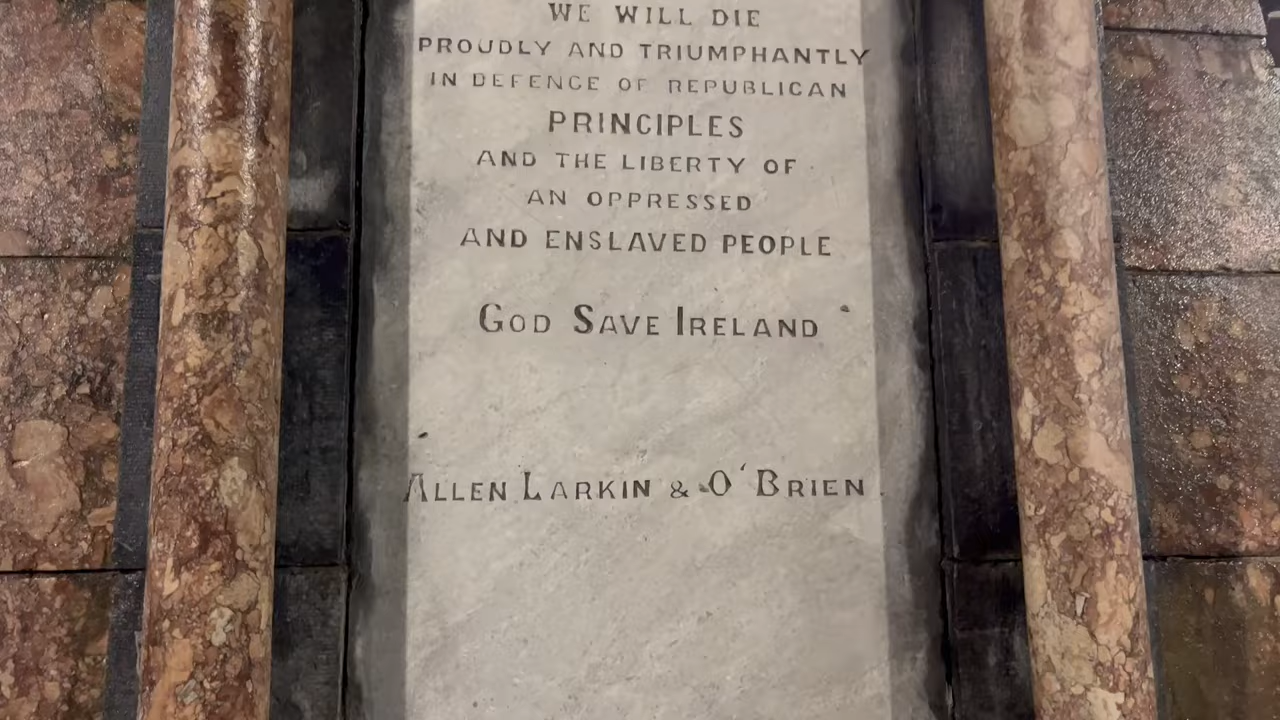 WE WILL DIE
PROUDLY AND TRIUMPHANTLY
IN DEFENCE OF REPUBLICAN
PRINCIPLES
AND THE LIBERTY OF
AN OPPRESSED
AND ENSLAVED PEOPLE
GOD SAVE IRELAND
ALLEN LARKIN & O'BRIEN